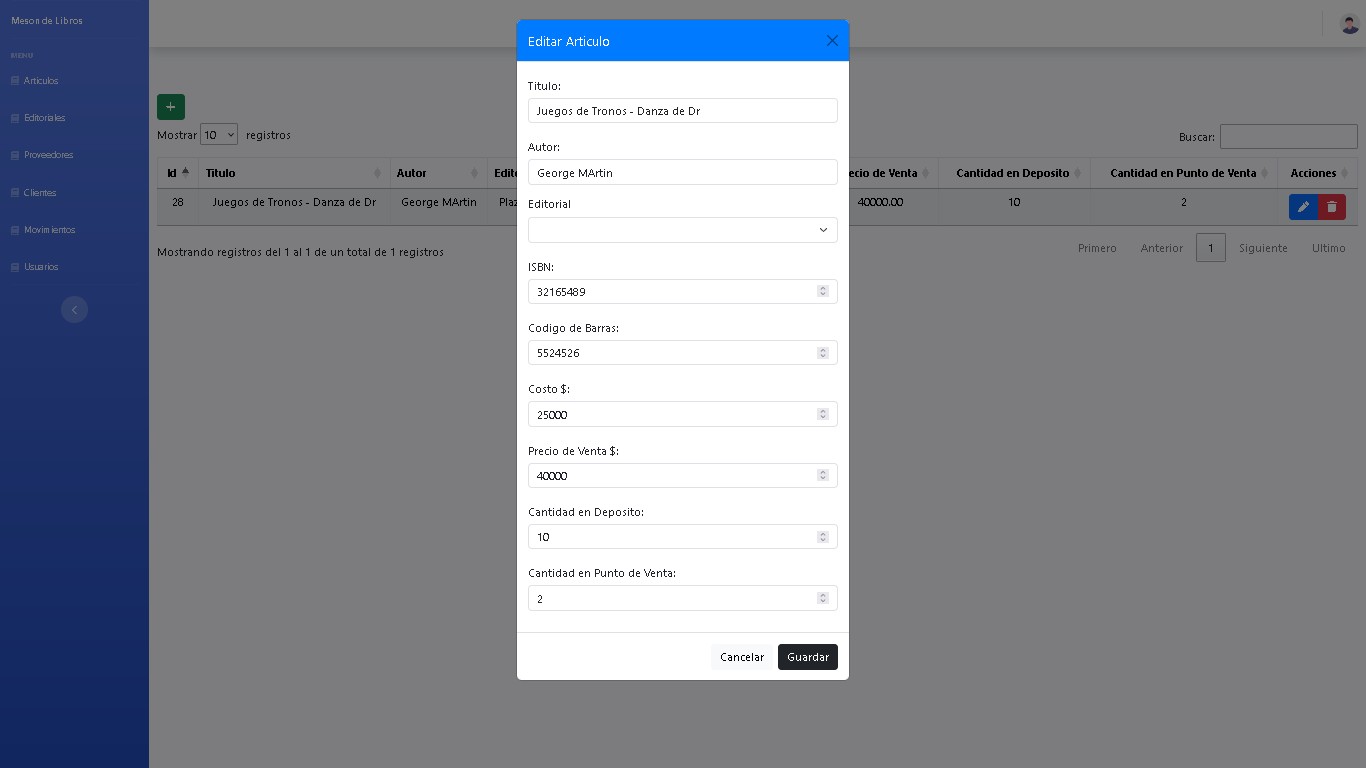 Meson de Libros
MENU
Articulos
Editoriales
Proveedores
Clientes
Movimientos
Usuarios
+
Mostrar 10 registros
Buscar:
Id Titulo Autor Edito ecio de Venta Cantidad en Deposito Cantidad en Punto de Venta Acciones
28 Juegos de Tronos - Danza de Dr George MArtin Plaz 40000.00 10 2
Mostrando registros del 1 al 1 de un total de 1 registros
Primero Anterior 1 Siguiente Ultimo
Editar Articulo
Titulo:
Juegos de Tronos - Danza de Dr
Autor:
George MArtin
Editorial
ISBN:
32165489
Codigo de Barras:
5524526
Costo $:
25000
Precio de Venta $:
40000
Cantidad en Deposito:
10
Cantidad en Punto de Venta:
2
Cancelar Guardar